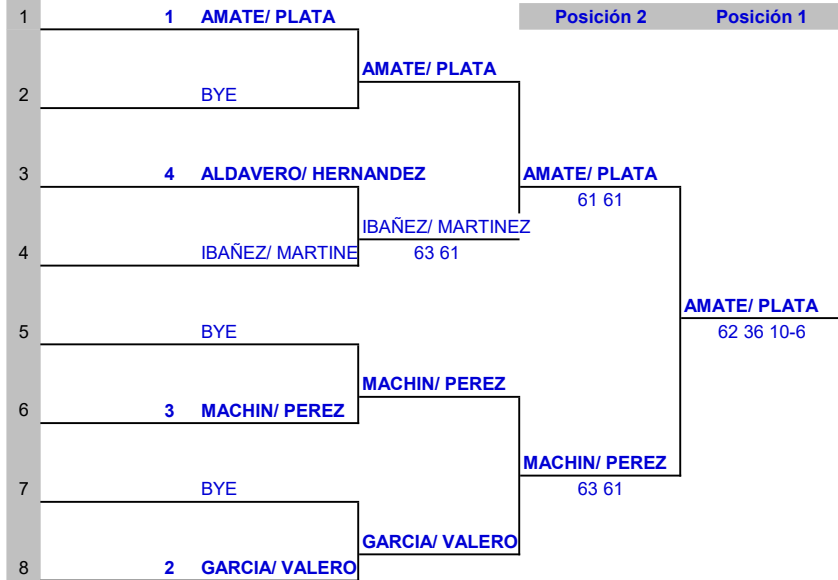 1 1 AMATE/ PLATA Posición 2 Posición 1
AMATE/ PLATA
2 BYE
3 4 ALDAVERO/ HERNANDEZ AMATE/ PLATA
61 61
IBAÑEZ/ MARTINEZ
4 IBAÑEZ/ MARTINE 63 61
AMATE/ PLATA
5 BYE 62 36 10-6
MACHIN/ PEREZ
6 3 MACHIN/ PEREZ
MACHIN/ PEREZ
7 BYE 63 61
GARCIA/ VALERO
8 2 GARCIA/ VALERO